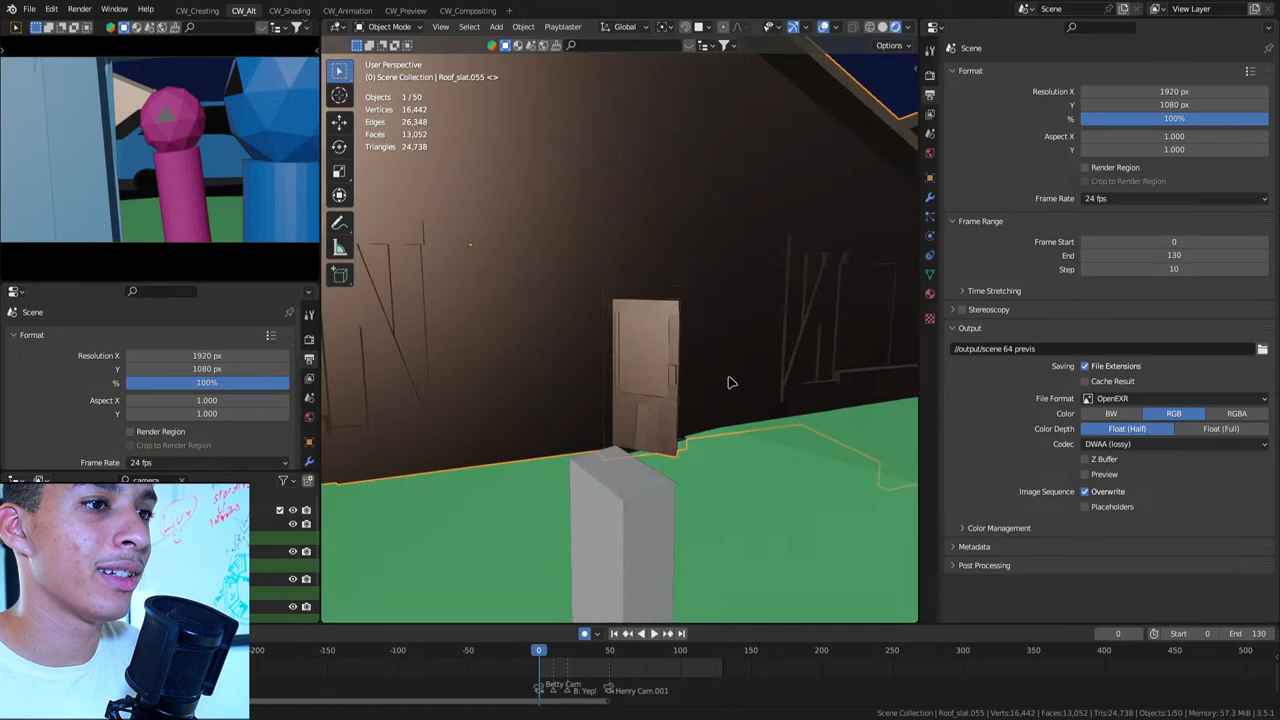 File Edit Render Window Help
CW_Creating CW_Alt CW_Shading CW_Animation CW_Preview CW_Compositing
Scene View Layer
Object Mode View Select Add Object Playblaster Global
Options
User Perspective
(0) Scene Collection | Roof_slat.055 <>
Objects 1 / 50
Vertices 16,442
Edges 26,348
Faces 13,052
Triangles 24,738
Scene
Format
Resolution X 1920 px
Y 1080 px
% 100%
Aspect X 1.000
Y 1.000
Render Region
Crop to Render Region
Frame Rate 24 fps
camera
Scene
Format
Resolution X 1920 px
Y 1080 px
% 100%
Aspect X 1.000
Y 1.000
Render Region
Crop to Render Region
Frame Rate 24 fps
Frame Range
Frame Start 0
End 130
Step 10
Time Stretching
Stereoscopy
Output
//output/scene 64 previs
Saving File Extensions
Cache Result
File Format OpenEXR
Color BW RGB RGBA
Color Depth Float (Half) Float (Full)
Codec DWAA (lossy)
Z Buffer
Preview
Image Sequence Overwrite
Placeholders
Color Management
Metadata
Post Processing
0 Start 0 End 130
-200 -150 -100 -50 0 50 100 150 200 250 300 350 400 450 500
Betty Cam
B: Yep! Henry Cam.001
Scene Collection | Roof_slat.055 | Verts:16,442 | Faces:13,052 | Tris:24,738 | Objects:1/50 | Memory: 57.3 MiB | 3.5.1